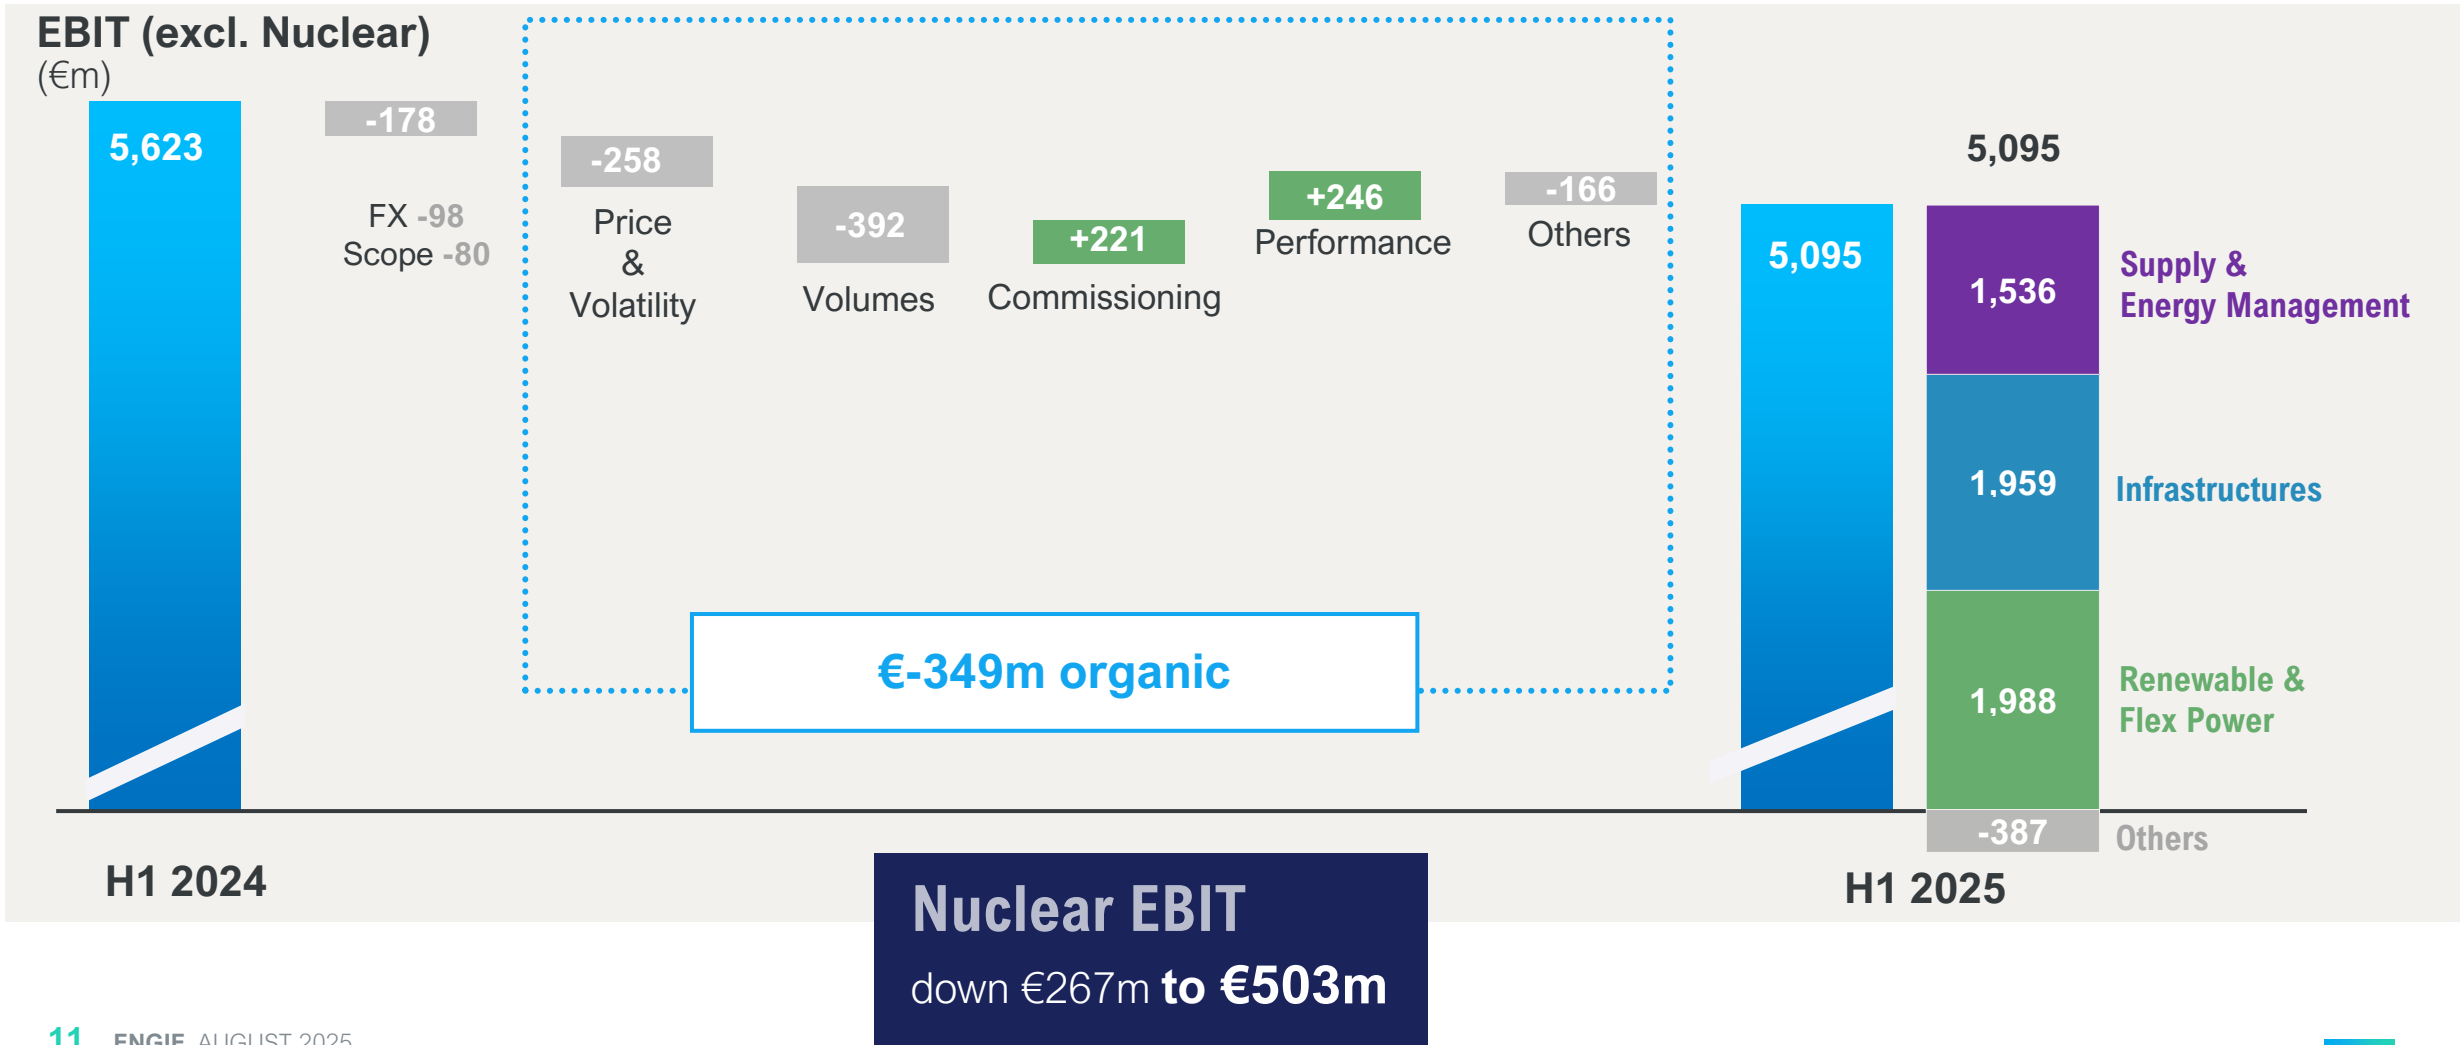 EBIT (excl. Nuclear)
(€m)
5,623
-178
FX -98
Scope -80
-258
Price
&
Volatility
-392
Volumes
+221
Commissioning
+246
Performance
-166
Others
€-349m organic
5,095
5,095
1,536
Supply &
Energy Management
1,959
Infrastructures
1,988
Renewable &
Flex Power
-387
Others
H1 2024
H1 2025
Nuclear EBIT
down €267m to €503m
11 ENGIE AUGUST 2025